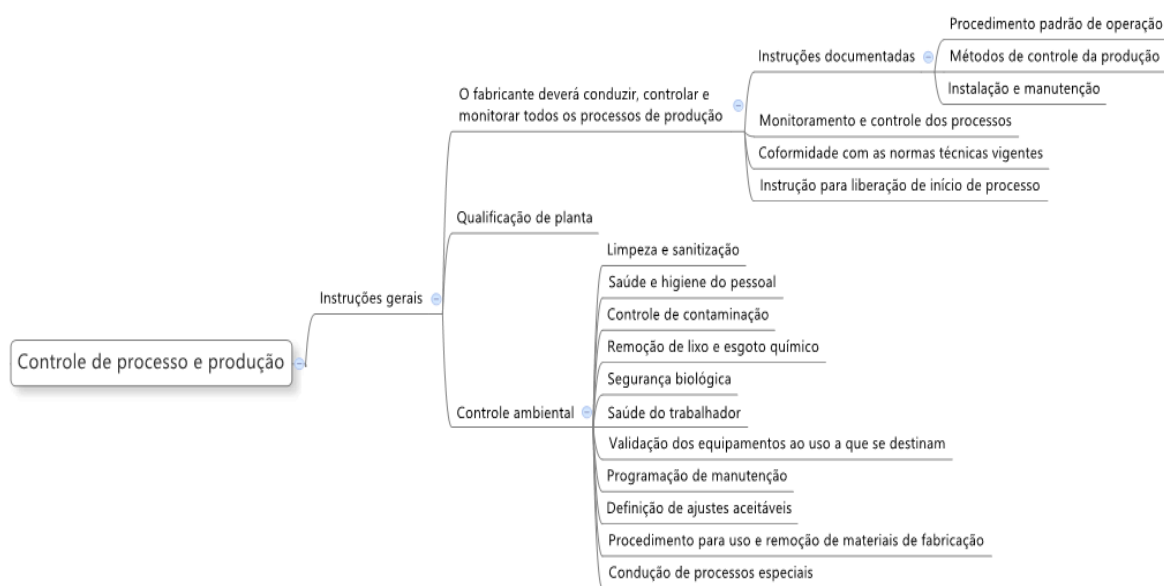 Procedimento padrão de operação
Instruções documentadas
Métodos de controle da produção
Instalação e manutenção
O fabricante deverá conduzir, controlar e
monitorar todos os processos de produção
Monitoramento e controle dos processos
Coformidade com as normas técnicas vigentes
Instrução para liberação de início de processo
Qualificação de planta
Limpeza e sanitização
Saúde e higiene do pessoal
Instruções gerais
Controle de contaminação
Remoção de lixo e esgoto químico
Controle de processo e produção
Segurança biológica
Controle ambiental
Saúde do trabalhador
Validação dos equipamentos ao uso a que se destinam
Programação de manutenção
Definição de ajustes aceitáveis
Procedimento para uso e remoção de materiais de fabricação
Condução de processos especiais